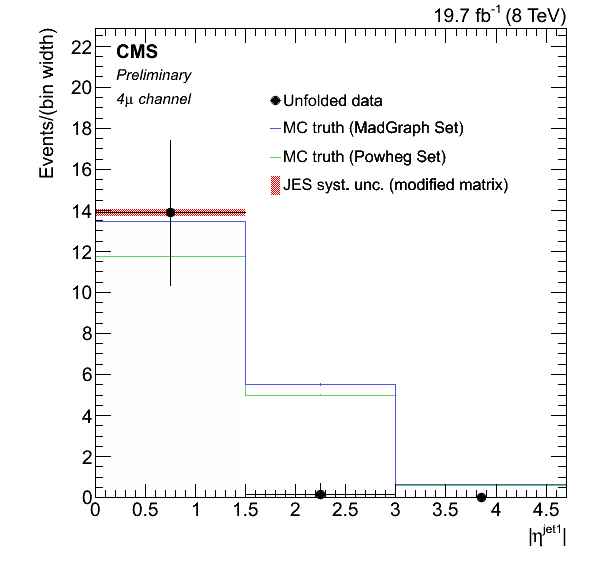 19.7 fb⁻¹ (8 TeV)
Events/(bin width)
CMS
Preliminary
4μ channel
Unfolded data
MC truth (MadGraph Set)
MC truth (Powheg Set)
JES syst. unc. (modified matrix)
22
20
18
16
14
12
10
8
6
4
2
0
0 0.5 1 1.5 2 2.5 3 3.5 4 4.5
|η^jet1|